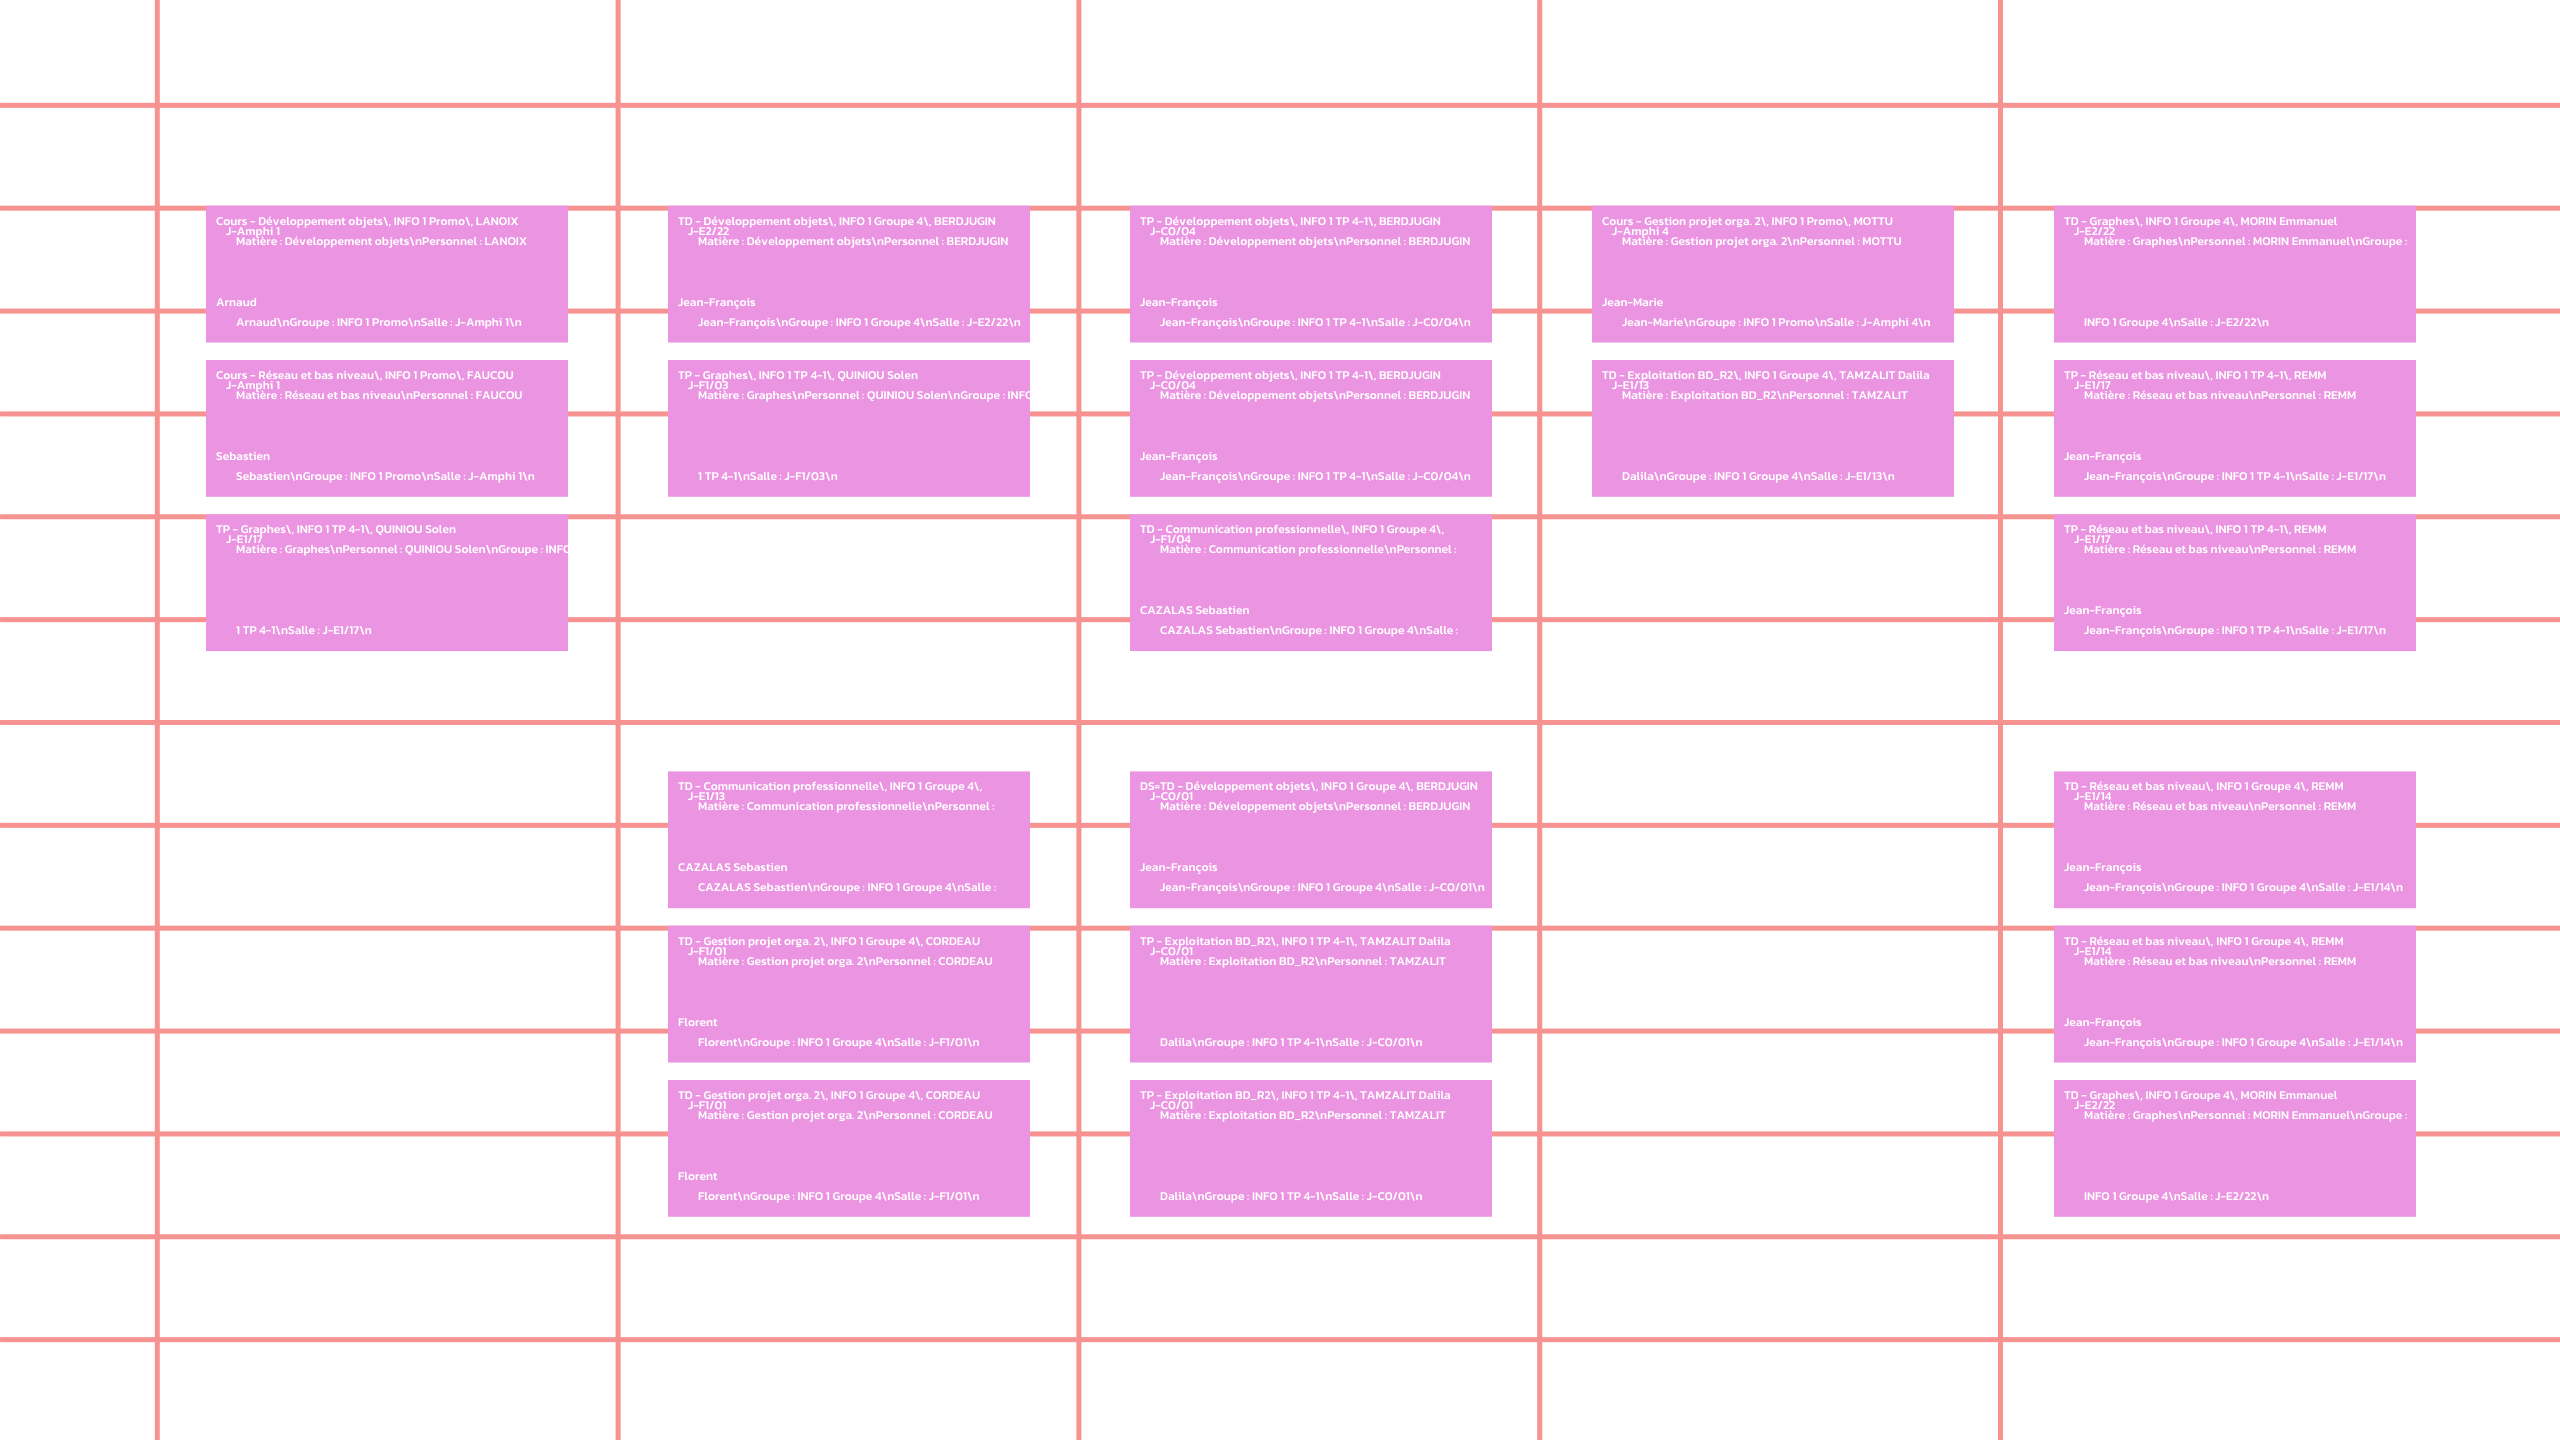 Cours - Développement objets\, INFO 1 Promo\, LANOIX
J-Amphi 1
Matière : Développement objets\nPersonnel : LANOIX
Arnaud
Arnaud\nGroupe : INFO 1 Promo\nSalle : J-Amphi 1\n
Cours - Réseau et bas niveau\, INFO 1 Promo\, FAUCOU
J-Amphi 1
Matière : Réseau et bas niveau\nPersonnel : FAUCOU
Sebastien
Sebastien\nGroupe : INFO 1 Promo\nSalle : J-Amphi 1\n
TP - Graphes\, INFO 1 TP 4-1\, QUINIOU Solen
J-E1/17
Matière : Graphes\nPersonnel : QUINIOU Solen\nGroupe : INFO
1 TP 4-1\nSalle : J-E1/17\n
TD - Développement objets\, INFO 1 Groupe 4\, BERDJUGIN
J-E2/22
Matière : Développement objets\nPersonnel : BERDJUGIN
Jean-François
Jean-François\nGroupe : INFO 1 Groupe 4\nSalle : J-E2/22\n
TP - Graphes\, INFO 1 TP 4-1\, QUINIOU Solen
J-F1/03
Matière : Graphes\nPersonnel : QUINIOU Solen\nGroupe : INFO
1 TP 4-1\nSalle : J-F1/03\n
TD - Communication professionnelle\, INFO 1 Groupe 4\,
J-E1/13
Matière : Communication professionnelle\nPersonnel :
CAZALAS Sebastien
CAZALAS Sebastien\nGroupe : INFO 1 Groupe 4\nSalle :
TD - Gestion projet orga. 2\, INFO 1 Groupe 4\, CORDEAU
J-F1/01
Matière : Gestion projet orga. 2\nPersonnel : CORDEAU
Florent
Florent\nGroupe : INFO 1 Groupe 4\nSalle : J-F1/01\n
TD - Gestion projet orga. 2\, INFO 1 Groupe 4\, CORDEAU
J-F1/01
Matière : Gestion projet orga. 2\nPersonnel : CORDEAU
Florent
Florent\nGroupe : INFO 1 Groupe 4\nSalle : J-F1/01\n
TP - Développement objets\, INFO 1 TP 4-1\, BERDJUGIN
J-C0/04
Matière : Développement objets\nPersonnel : BERDJUGIN
Jean-François
Jean-François\nGroupe : INFO 1 TP 4-1\nSalle : J-C0/04\n
TP - Développement objets\, INFO 1 TP 4-1\, BERDJUGIN
J-C0/04
Matière : Développement objets\nPersonnel : BERDJUGIN
Jean-François
Jean-François\nGroupe : INFO 1 TP 4-1\nSalle : J-C0/04\n
TD - Communication professionnelle\, INFO 1 Groupe 4\,
J-F1/04
Matière : Communication professionnelle\nPersonnel :
CAZALAS Sebastien
CAZALAS Sebastien\nGroupe : INFO 1 Groupe 4\nSalle :
DS=TD - Développement objets\, INFO 1 Groupe 4\, BERDJUGIN
J-C0/01
Matière : Développement objets\nPersonnel : BERDJUGIN
Jean-François
Jean-François\nGroupe : INFO 1 Groupe 4\nSalle : J-C0/01\n
TP - Exploitation BD_R2\, INFO 1 TP 4-1\, TAMZALIT Dalila
J-C0/01
Matière : Exploitation BD_R2\nPersonnel : TAMZALIT
Dalila\nGroupe : INFO 1 TP 4-1\nSalle : J-C0/01\n
TP - Exploitation BD_R2\, INFO 1 TP 4-1\, TAMZALIT Dalila
J-C0/01
Matière : Exploitation BD_R2\nPersonnel : TAMZALIT
Dalila\nGroupe : INFO 1 TP 4-1\nSalle : J-C0/01\n
Cours - Gestion projet orga. 2\, INFO 1 Promo\, MOTTU
J-Amphi 4
Matière : Gestion projet orga. 2\nPersonnel : MOTTU
Jean-Marie
Jean-Marie\nGroupe : INFO 1 Promo\nSalle : J-Amphi 4\n
TD - Exploitation BD_R2\, INFO 1 Groupe 4\, TAMZALIT Dalila
J-E1/13
Matière : Exploitation BD_R2\nPersonnel : TAMZALIT
Dalila\nGroupe : INFO 1 Groupe 4\nSalle : J-E1/13\n
TD - Graphes\, INFO 1 Groupe 4\, MORIN Emmanuel
J-E2/22
Matière : Graphes\nPersonnel : MORIN Emmanuel\nGroupe :
INFO 1 Groupe 4\nSalle : J-E2/22\n
TP - Réseau et bas niveau\, INFO 1 TP 4-1\, REMM
J-E1/17
Matière : Réseau et bas niveau\nPersonnel : REMM
Jean-François
Jean-François\nGroupe : INFO 1 TP 4-1\nSalle : J-E1/17\n
TP - Réseau et bas niveau\, INFO 1 TP 4-1\, REMM
J-E1/17
Matière : Réseau et bas niveau\nPersonnel : REMM
Jean-François
Jean-François\nGroupe : INFO 1 TP 4-1\nSalle : J-E1/17\n
TD - Réseau et bas niveau\, INFO 1 Groupe 4\, REMM
J-E1/14
Matière : Réseau et bas niveau\nPersonnel : REMM
Jean-François
Jean-François\nGroupe : INFO 1 Groupe 4\nSalle : J-E1/14\n
TD - Réseau et bas niveau\, INFO 1 Groupe 4\, REMM
J-E1/14
Matière : Réseau et bas niveau\nPersonnel : REMM
Jean-François
Jean-François\nGroupe : INFO 1 Groupe 4\nSalle : J-E1/14\n
TD - Graphes\, INFO 1 Groupe 4\, MORIN Emmanuel
J-E2/22
Matière : Graphes\nPersonnel : MORIN Emmanuel\nGroupe :
INFO 1 Groupe 4\nSalle : J-E2/22\n